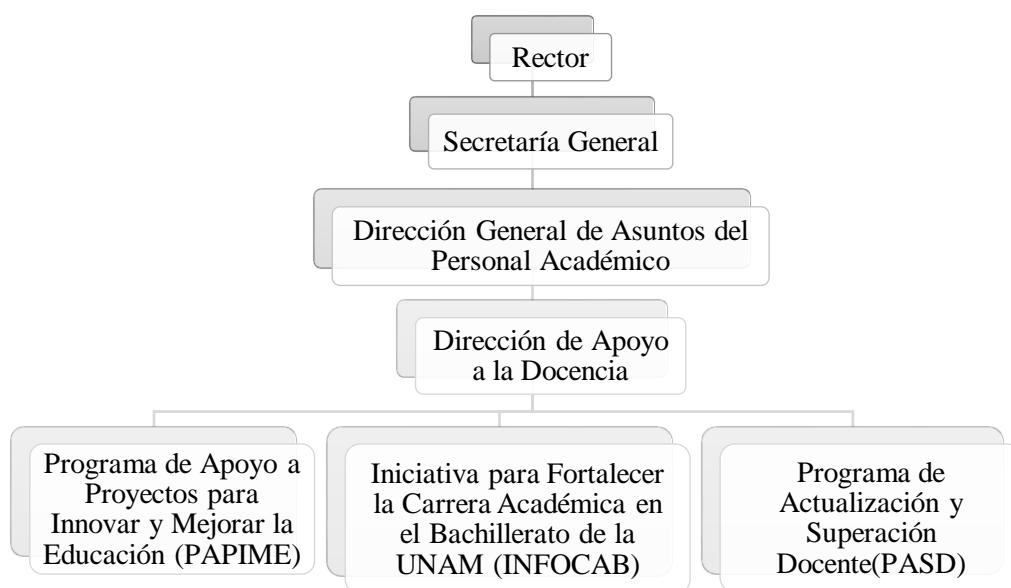 Rector
Secretaría General
Dirección General de Asuntos del
Personal Académico
Dirección de Apoyo
a la Docencia
Programa de Apoyo a
Proyectos para
Innovar y Mejorar la
Educación (PAPIME)
Iniciativa para Fortalecer
la Carrera Académica en
el Bachillerato de la
UNAM (INFOCAB)
Programa de
Actualización y
Superación
Docente(PASD)